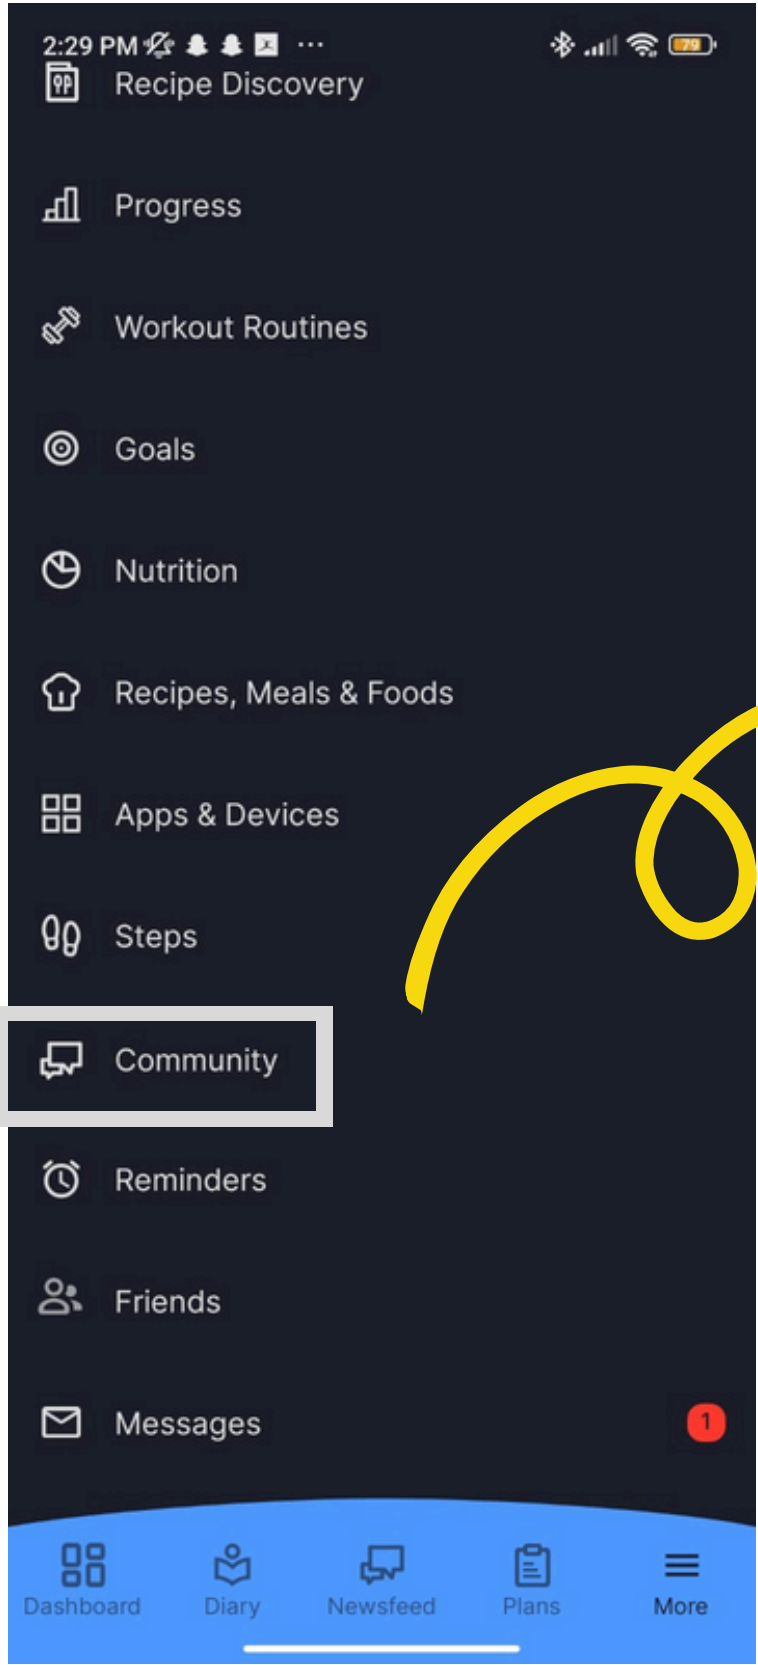 2:29 PM ... 79
Recipe Discovery
Progress
Workout Routines
Goals
Nutrition
Recipes, Meals & Foods
Apps & Devices
Steps
Community
Reminders
Friends
Messages 1
Dashboard Diary Newsfeed Plans More